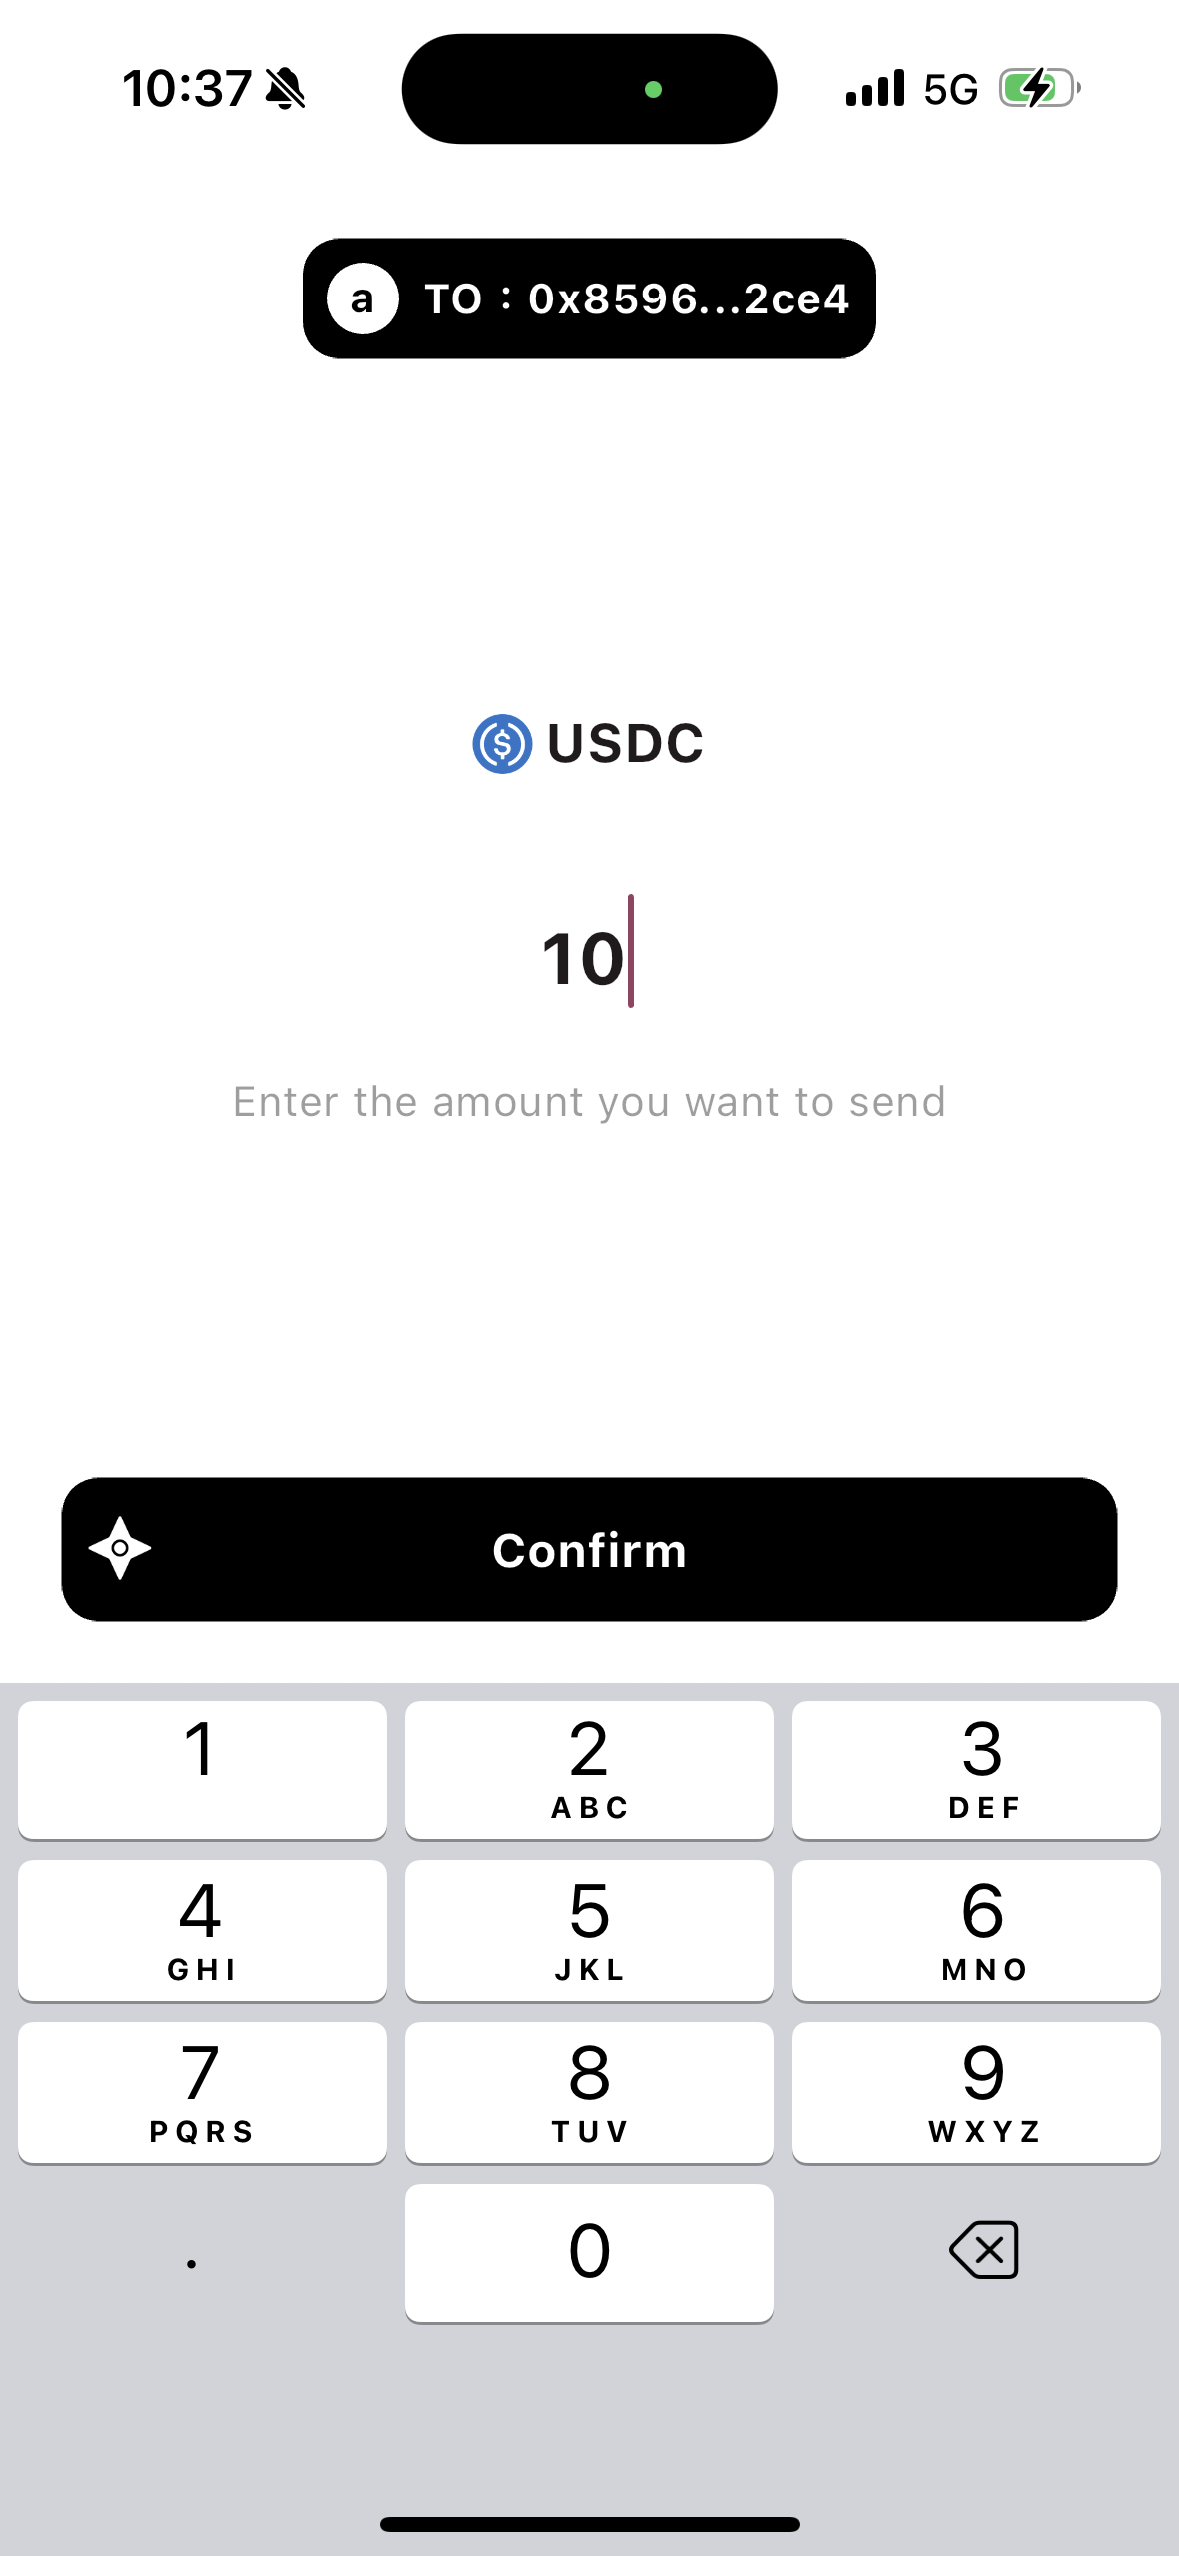 10:37 5G
a TO : 0x8596...2ce4
USDC
10
Enter the amount you want to send
Confirm
1 2 3
ABC DEF
4 5 6
GHI JKL MNO
7 8 9
PQRS TUV WXYZ
. 0